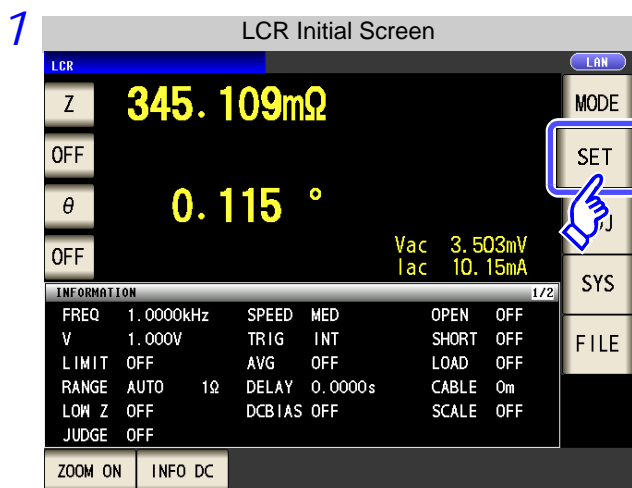 1
LCR Initial Screen
LCR LAN
Z 345.109mΩ MODE
OFF SET
θ 0.115 °
OFF Vac 3.503mV
Iac 10.15mA
SYS
INFORMATION 1/2
FREQ 1.0000kHz SPEED MED OPEN OFF
V 1.000V TRIG INT SHORT OFF FILE
LIMIT OFF AVG OFF LOAD OFF
RANGE AUTO 1Ω DELAY 0.0000s CABLE 0m
LOW Z OFF DCBIAS OFF SCALE OFF
JUDGE OFF
ZOOM ON INFO DC